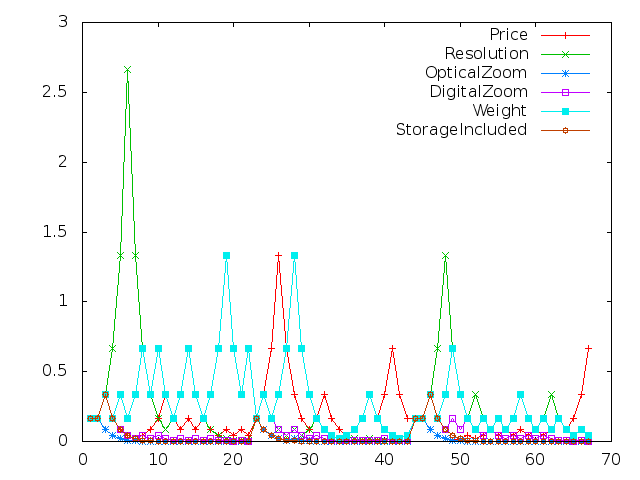 3
2.5
2
1.5
1
0.5
0
0 10 20 30 40 50 60 70
Price
Resolution
OpticalZoom
DigitalZoom
Weight
StorageIncluded